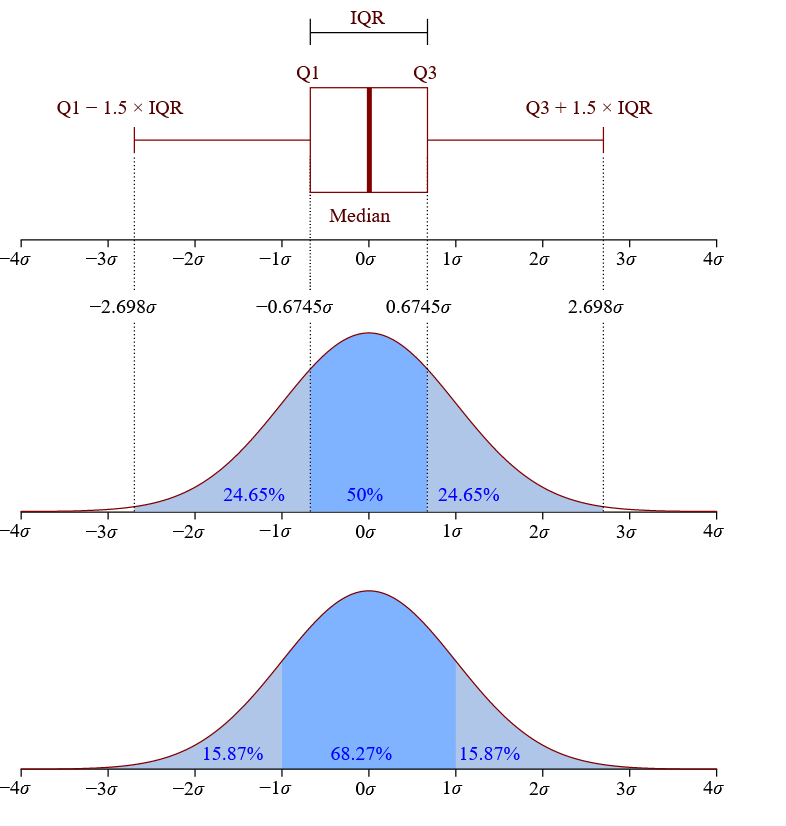 IQR
Q1 Q3
Q1 − 1.5 × IQR Q3 + 1.5 × IQR
Median
−4σ −3σ −2σ −1σ 0σ 1σ 2σ 3σ 4σ
−2.698σ −0.6745σ 0.6745σ 2.698σ
24.65% 50% 24.65%
−4σ −3σ −2σ −1σ 0σ 1σ 2σ 3σ 4σ
15.87% 68.27% 15.87%
−4σ −3σ −2σ −1σ 0σ 1σ 2σ 3σ 4σ